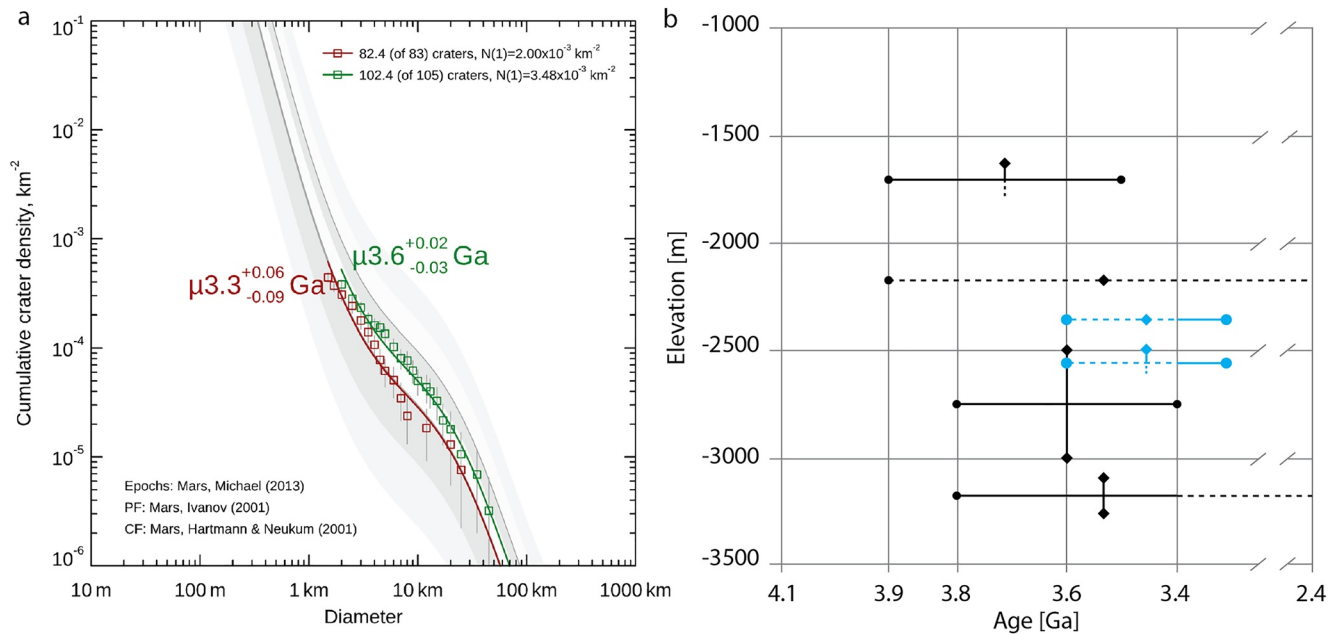 a
10-1
10-2
10-3
10-4
10-5
10-6
Cumulative crater density, km-2
82.4 (of 83) craters, N(1)=2.00x10-3 km-2
102.4 (of 105) craters, N(1)=3.48x10-3 km-2
μ3.6+0.02-0.03 Ga
μ3.3+0.06-0.09 Ga
Epochs: Mars, Michael (2013)
PF: Mars, Ivanov (2001)
CF: Mars, Hartmann & Neukum (2001)
10 m 100 m 1 km 10 km 100 km 1000 km
Diameter
b
-1000
-1500
-2000
-2500
-3000
-3500
Elevation [m]
4.1 3.9 3.8 3.6 3.4 2.4
Age [Ga]